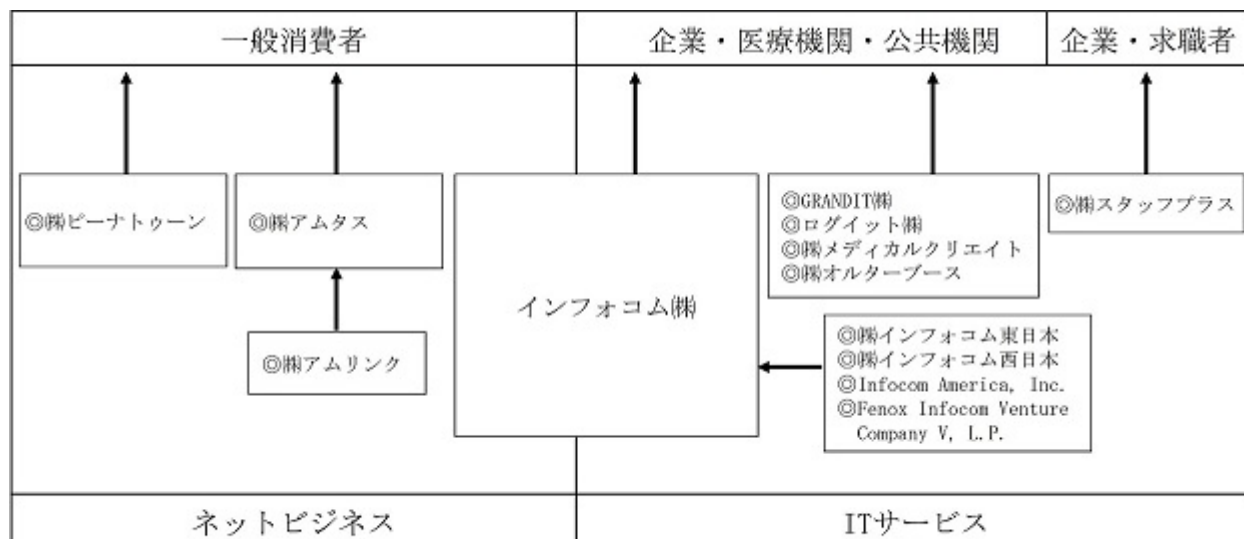 一般消費者
企業・医療機関・公共機関
企業・求職者
◎㈱ピーナトゥーン
◎㈱アムタス
◎㈱アムリンク
インフォコム㈱
◎GRANDIT㈱
◎ログイット㈱
◎㈱メディカルクリエイト
◎㈱オルターブース
◎㈱スタッフプラス
◎㈱インフォコム東日本
◎㈱インフォコム西日本
◎Infocom America, Inc.
◎Fenox Infocom Venture
Company V, L.P.
ネットビジネス
ITサービス